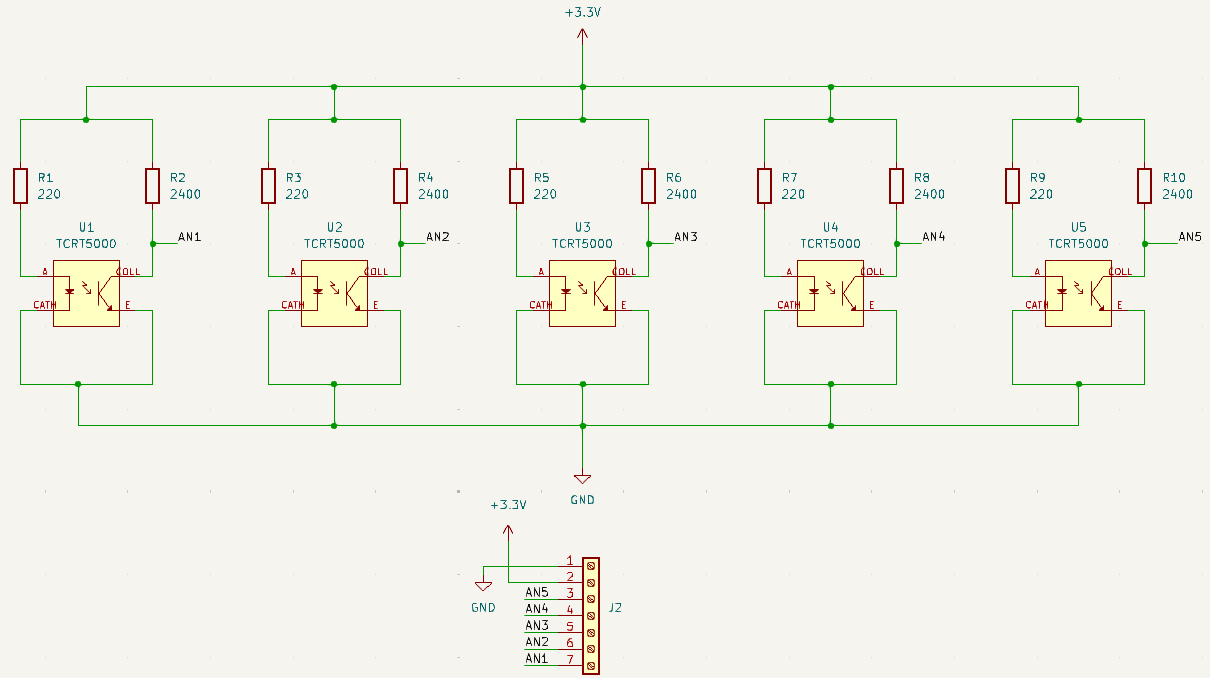 +3.3V
R1
220
R2
2400
R3
220
R4
2400
R5
220
R6
2400
R7
220
R8
2400
R9
220
R10
2400
U1
TCRT5000
AN1
U2
TCRT5000
AN2
U3
TCRT5000
AN3
U4
TCRT5000
AN4
U5
TCRT5000
AN5
A
COLL
CATH
E
A
COLL
CATH
E
A
COLL
CATH
E
A
COLL
CATH
E
A
COLL
CATH
E
GND
+3.3V
GND
1
2
AN5 3
AN4 4
AN3 5
AN2 6
AN1 7
J2